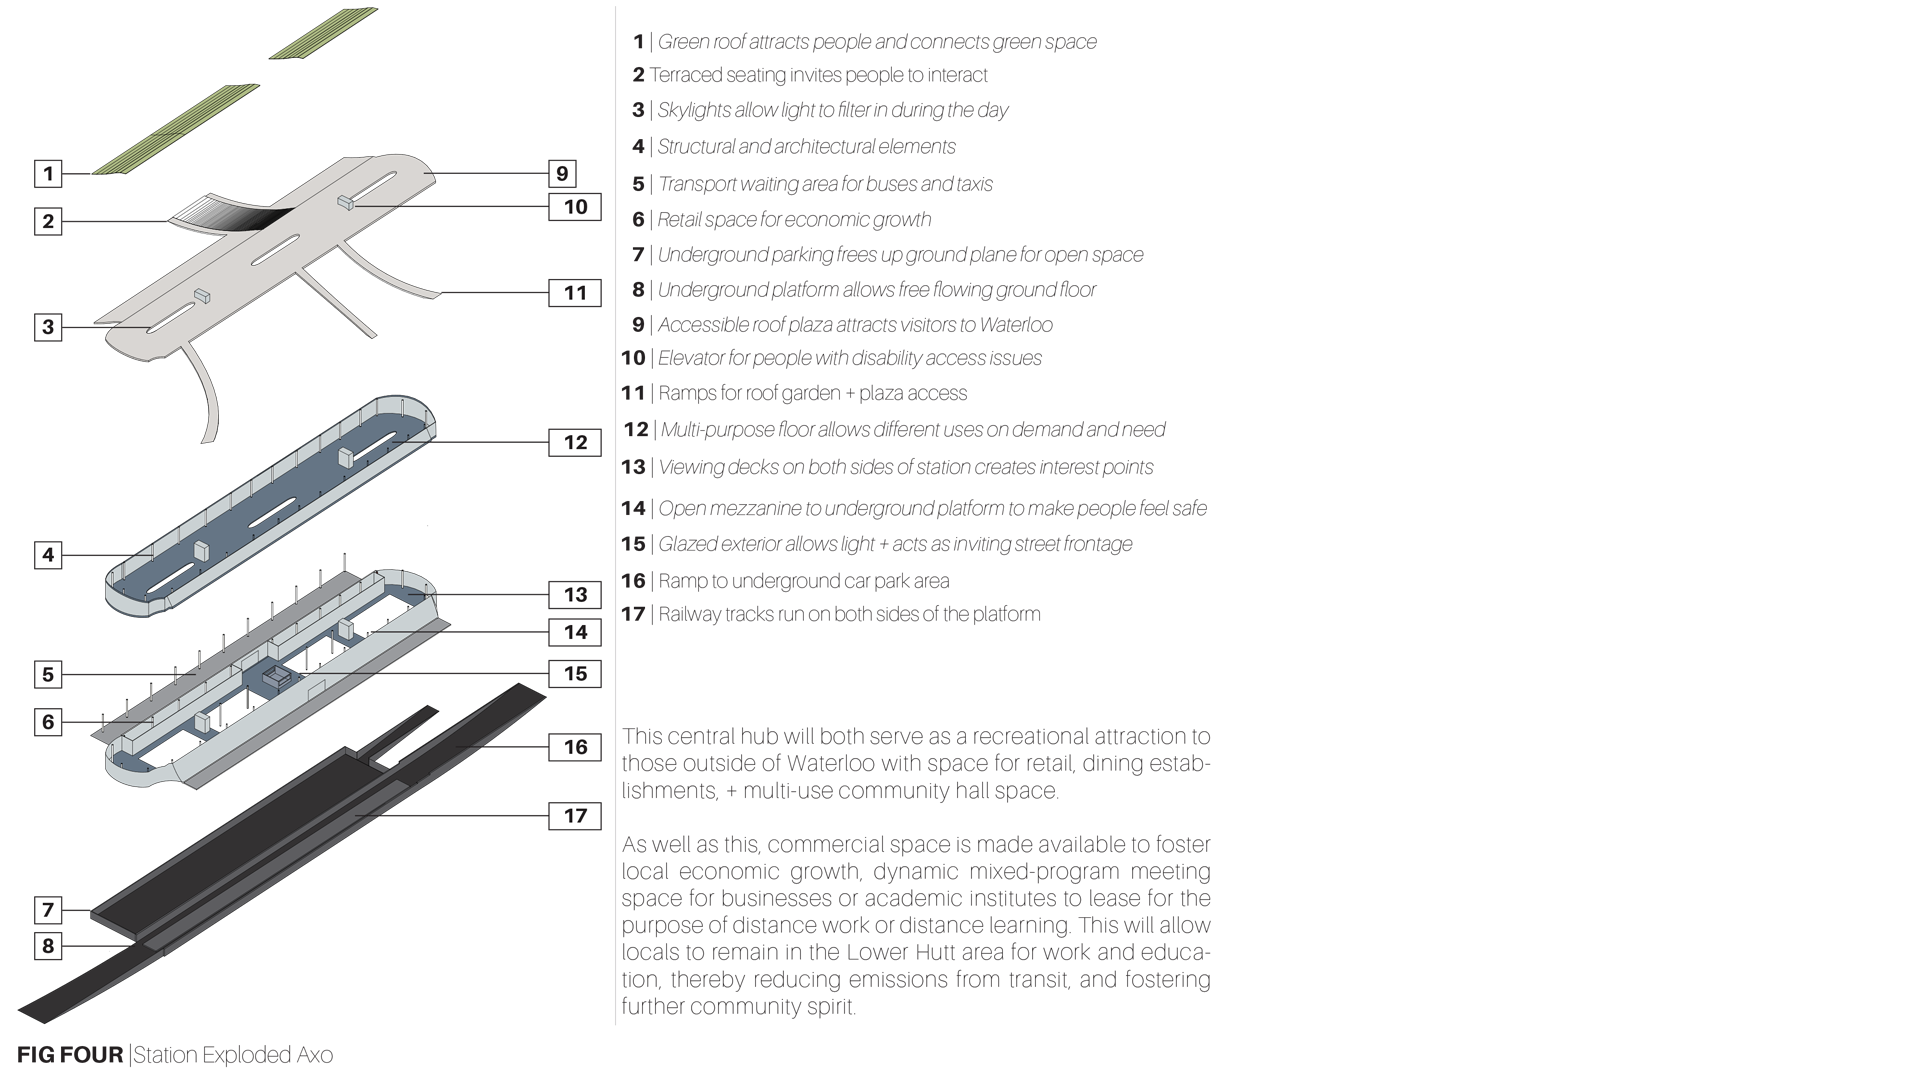 1
2
3
9
10
11
4
12
5
6
13
14
15
16
17
7
8
1 | Green roof attracts people and connects green space
2 Terraced seating invites people to interact
3 | Skylights allow light to filter in during the day
4 | Structural and architectural elements
5 | Transport waiting area for buses and taxis
6 | Retail space for economic growth
7 | Underground parking frees up ground plane for open space
8 | Underground platform allows free flowing ground floor
9 | Accessible roof plaza attracts visitors to Waterloo
10 | Elevator for people with disability access issues
11 | Ramps for roof garden + plaza access
12 | Multi-purpose floor allows different uses on demand and need
13 | Viewing decks on both sides of station creates interest points
14 | Open mezzanine to underground platform to make people feel safe
15 | Glazed exterior allows light + acts as inviting street frontage
16 | Ramp to underground car park area
17 | Railway tracks run on both sides of the platform
This central hub will both serve as a recreational attraction to
those outside of Waterloo with space for retail, dining estab-
lishments, + multi-use community hall space.
As well as this, commercial space is made available to foster
local economic growth, dynamic mixed-program meeting
space for businesses or academic institutes to lease for the
purpose of distance work or distance learning. This will allow
locals to remain in the Lower Hutt area for work and educa-
tion, thereby reducing emissions from transit, and fostering
further community spirit.
FIG FOUR | Station Exploded Axo